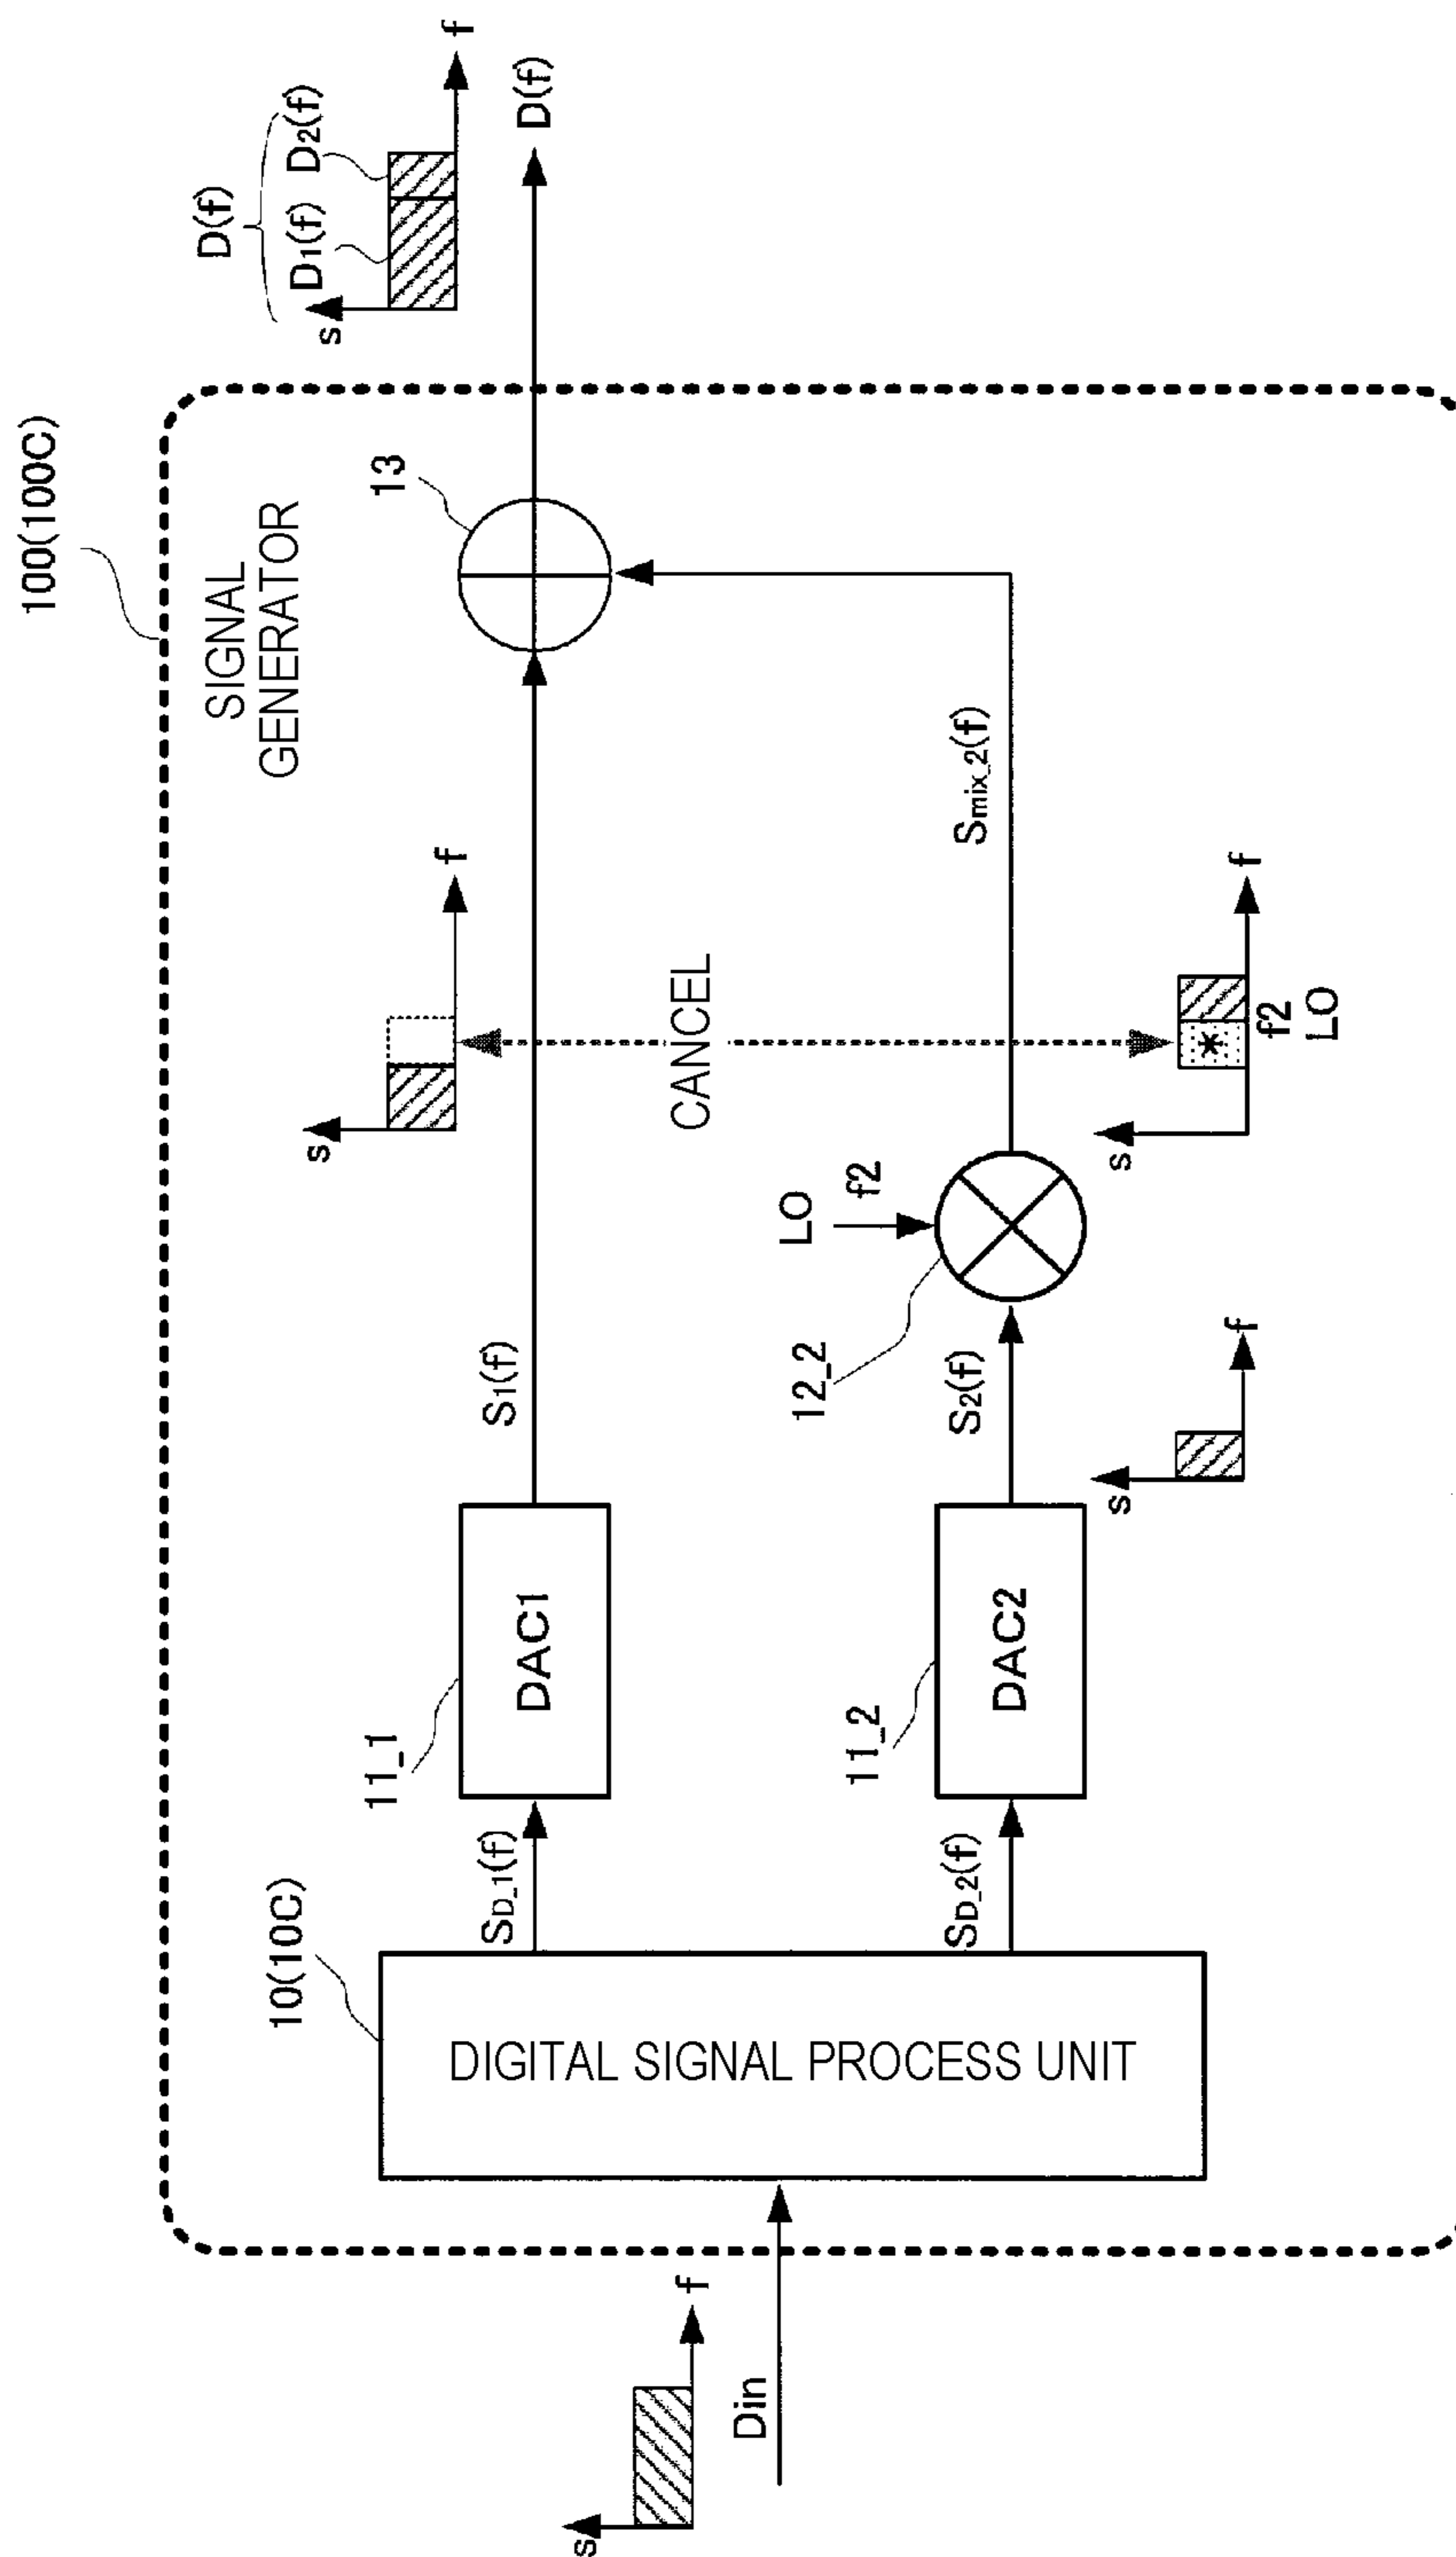 100(100C)
SIGNAL
GENERATOR
s
f
Din
10(10C)
DIGITAL SIGNAL PROCESS UNIT
SD_1(f)
SD_2(f)
11_1
DAC1
11_2
DAC2
S1(f)
S2(f)
s
f
12_2
LO
f2
s
f
CANCEL
s
*
f2
LO
f
Smix_2(f)
13
D(f)
D1(f)
D2(f)
s
f
D(f)